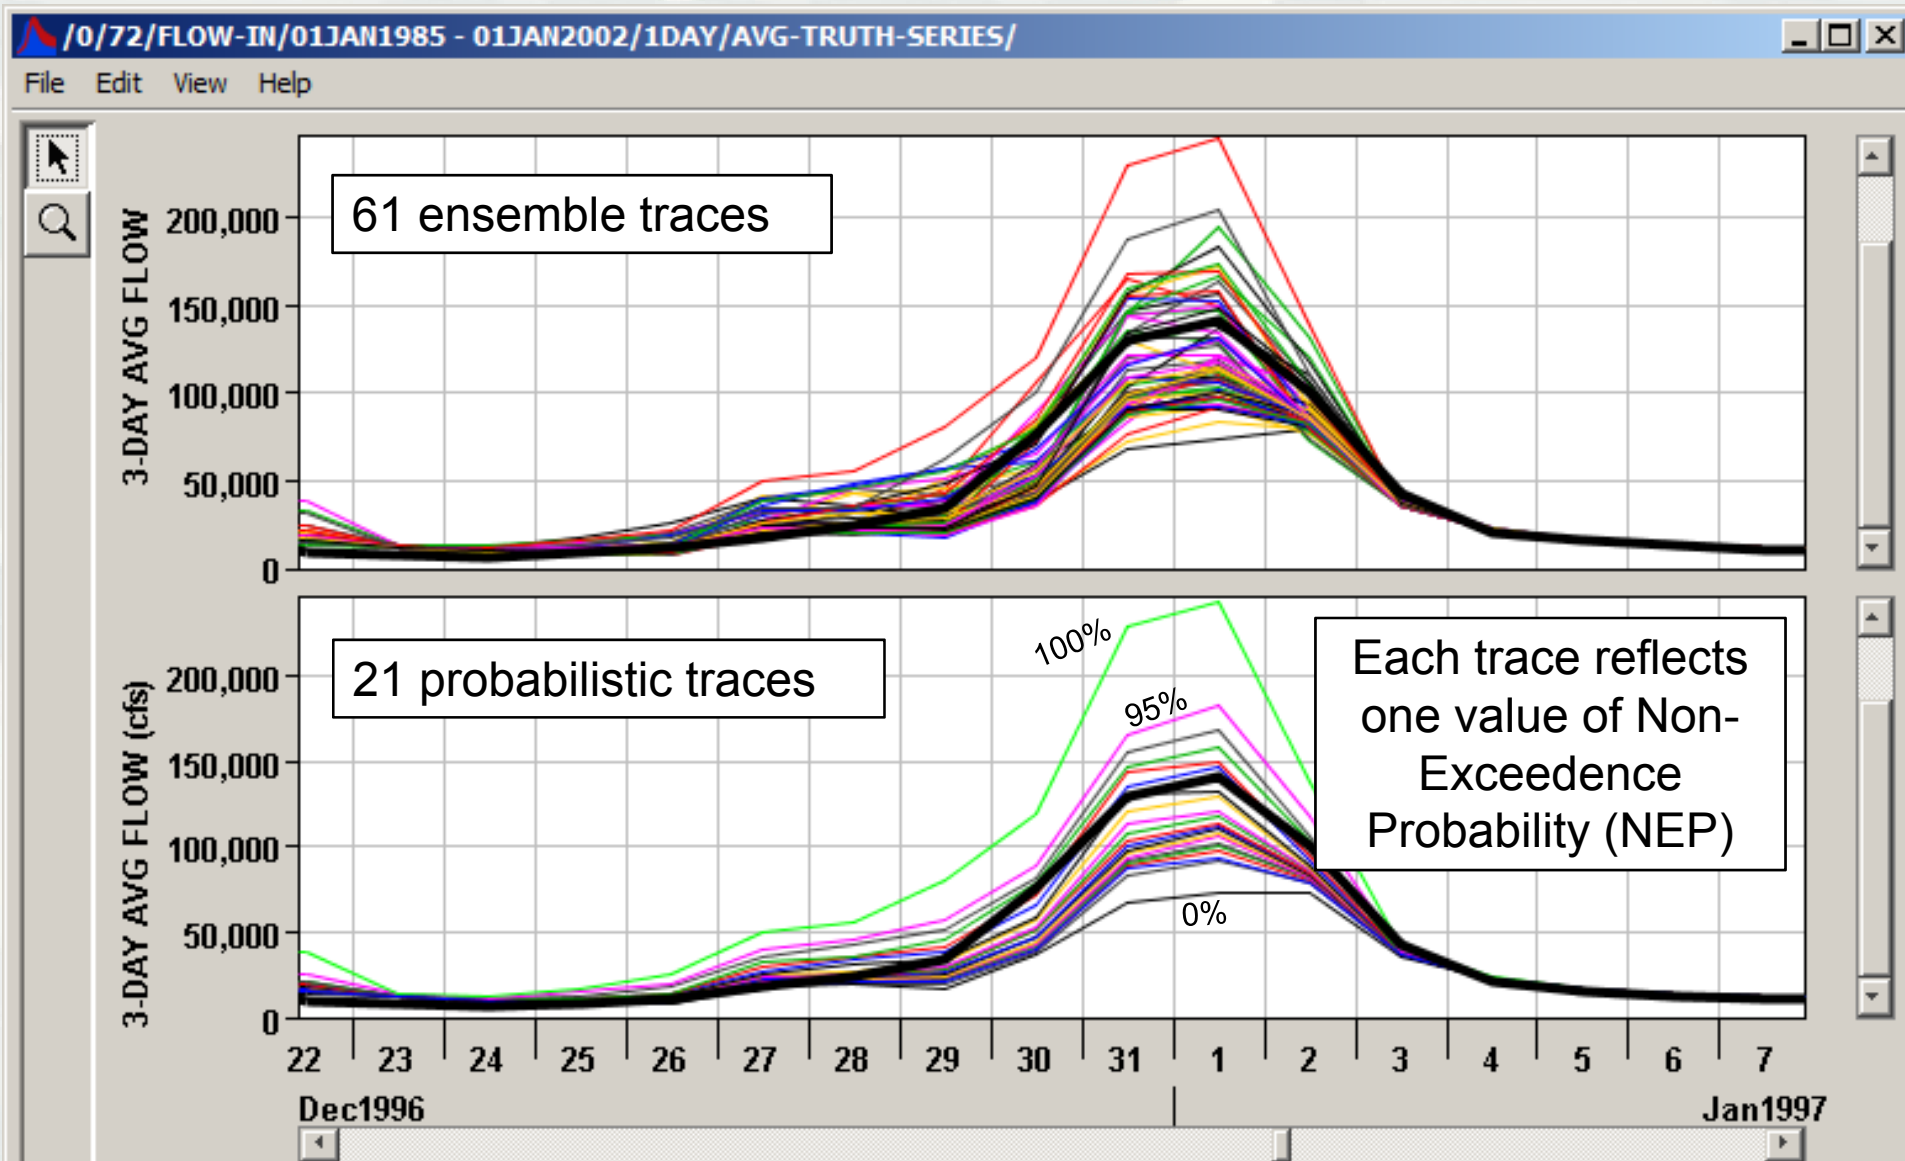 /0/72/FLOW-IN/01JAN1985 - 01JAN2002/1DAY/AVG-TRUTH-SERIES/
File Edit View Help
3-DAY AVG FLOW
200,000
150,000
100,000
50,000
0
61 ensemble traces
3-DAY AVG FLOW (cfs)
200,000
150,000
100,000
50,000
0
21 probabilistic traces
100%
95%
0%
Each trace reflects
one value of Non-
Exceedence
Probability (NEP)
22 23 24 25 26 27 28 29 30 31 1 2 3 4 5 6 7
Dec1996 Jan1997